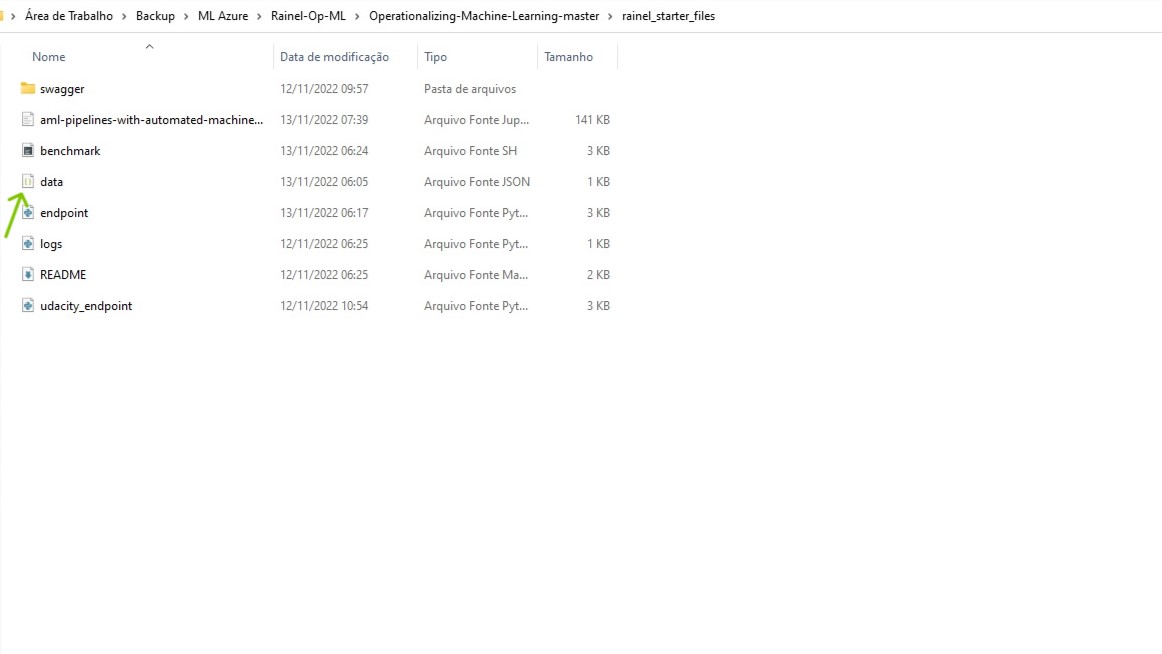 Área de Trabalho > Backup > ML Azure > Rainel-Op-ML > Operationalizing-Machine-Learning-master > rainel_starter_files
Nome Data de modificação Tipo Tamanho
swagger 12/11/2022 09:57 Pasta de arquivos
aml-pipelines-with-automated-machine... 13/11/2022 07:39 Arquivo Fonte Jup... 141 KB
benchmark 13/11/2022 06:24 Arquivo Fonte SH 3 KB
data 13/11/2022 06:05 Arquivo Fonte JSON 1 KB
endpoint 13/11/2022 06:17 Arquivo Fonte Pyt... 3 KB
logs 12/11/2022 06:25 Arquivo Fonte Pyt... 1 KB
README 12/11/2022 06:25 Arquivo Fonte Ma... 2 KB
udacity_endpoint 12/11/2022 10:54 Arquivo Fonte Pyt... 3 KB